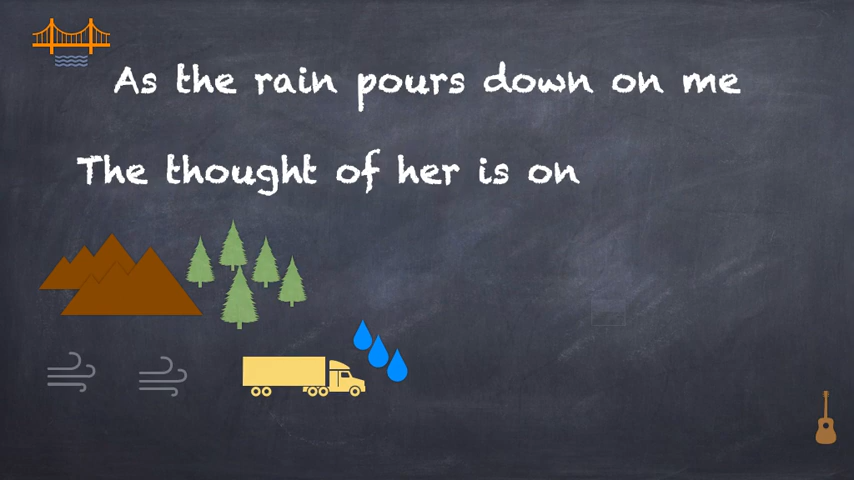 As the rain pours down on me
The thought of her is on